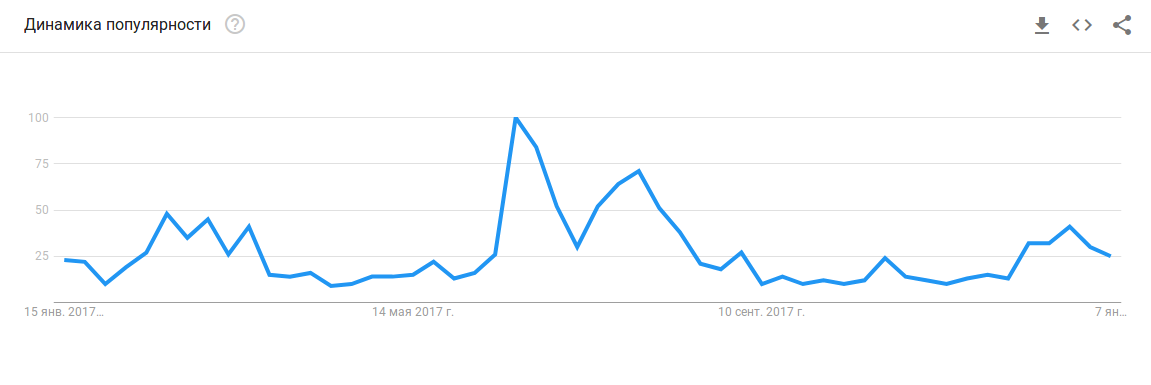 Динамика популярности ?
100
75
50
25
15 янв. 2017…
14 мая 2017 г.
10 сент. 2017 г.
7 ян…